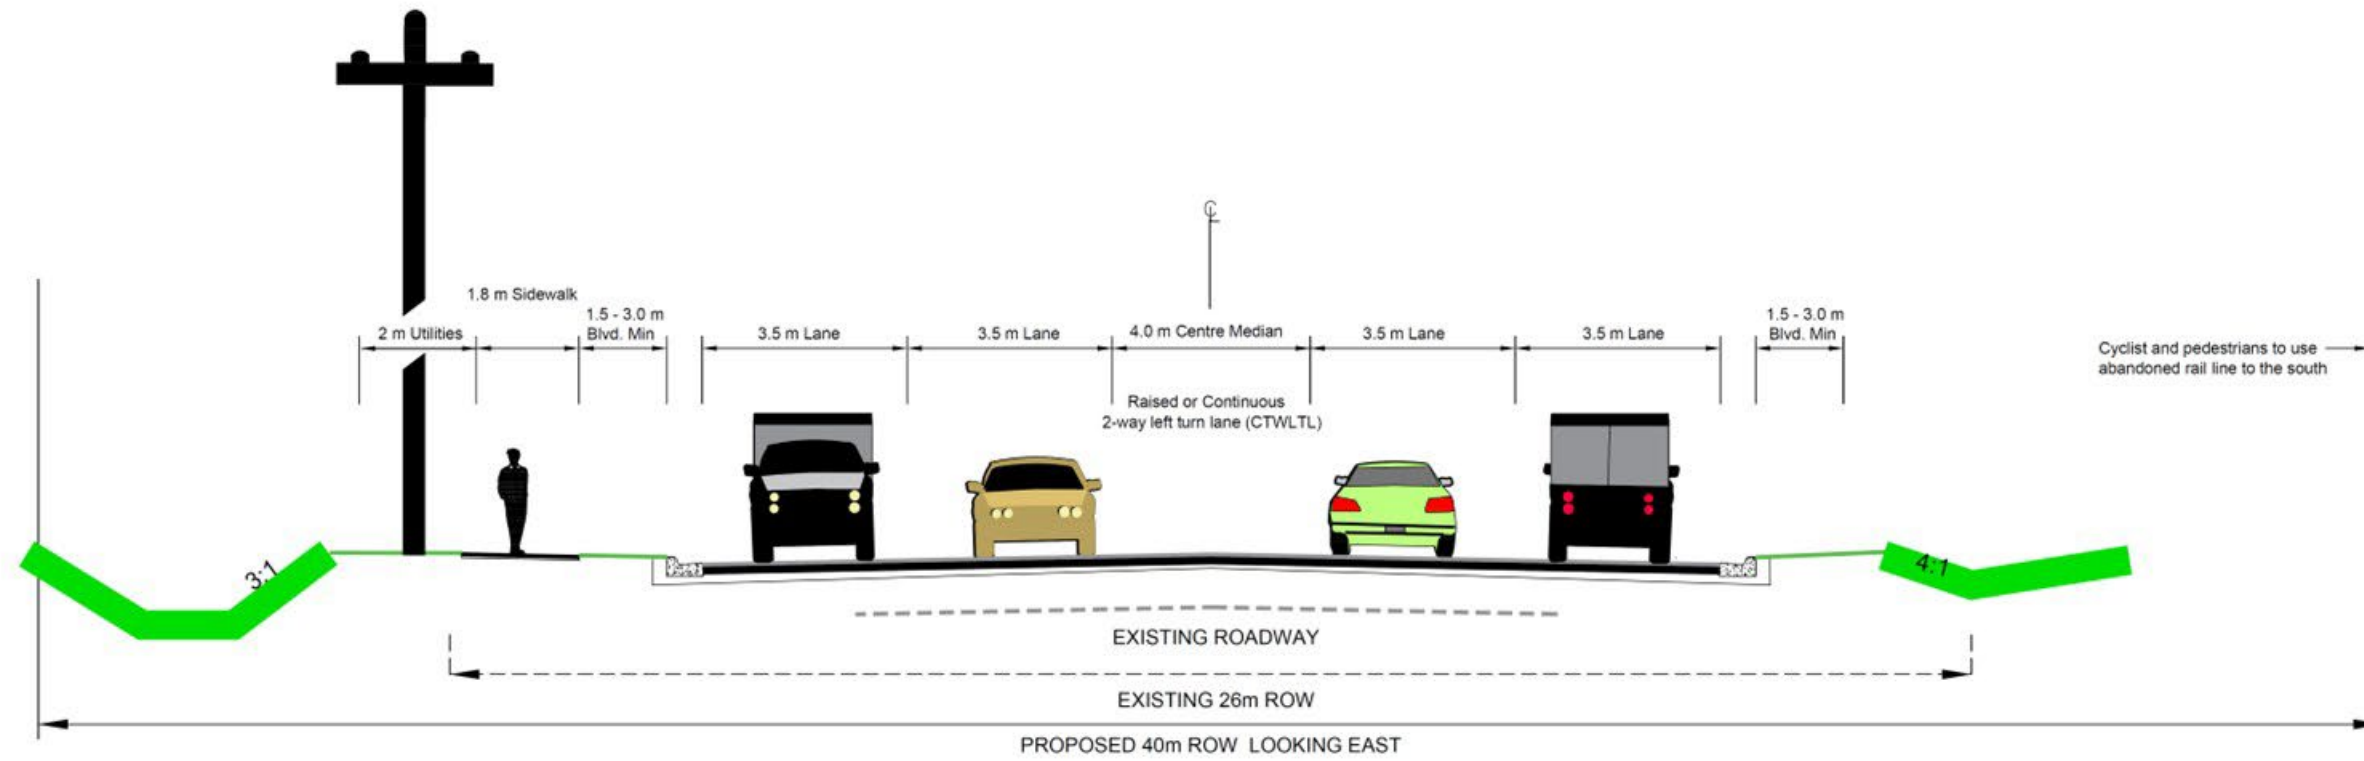 ℄
1.8 m Sidewalk
2 m Utilities
1.5 - 3.0 m
Blvd. Min
3.5 m Lane
3.5 m Lane
4.0 m Centre Median
3.5 m Lane
3.5 m Lane
1.5 - 3.0 m
Blvd. Min
Cyclist and pedestrians to use
abandoned rail line to the south
Raised or Continuous
2-way left turn lane (CTWLTL)
3:1
4:1
EXISTING ROADWAY
EXISTING 26m ROW
PROPOSED 40m ROW LOOKING EAST